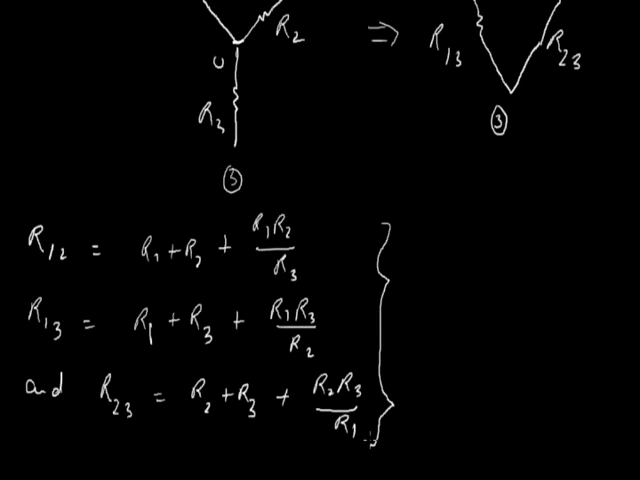 R2 ⇒ R13 R23
0
R3 ③
③
R12 = R1 + R2 + R1R2/R3
R13 = R1 + R3 + R1R3/R2
and R23 = R2 + R3 + R2R3/R1